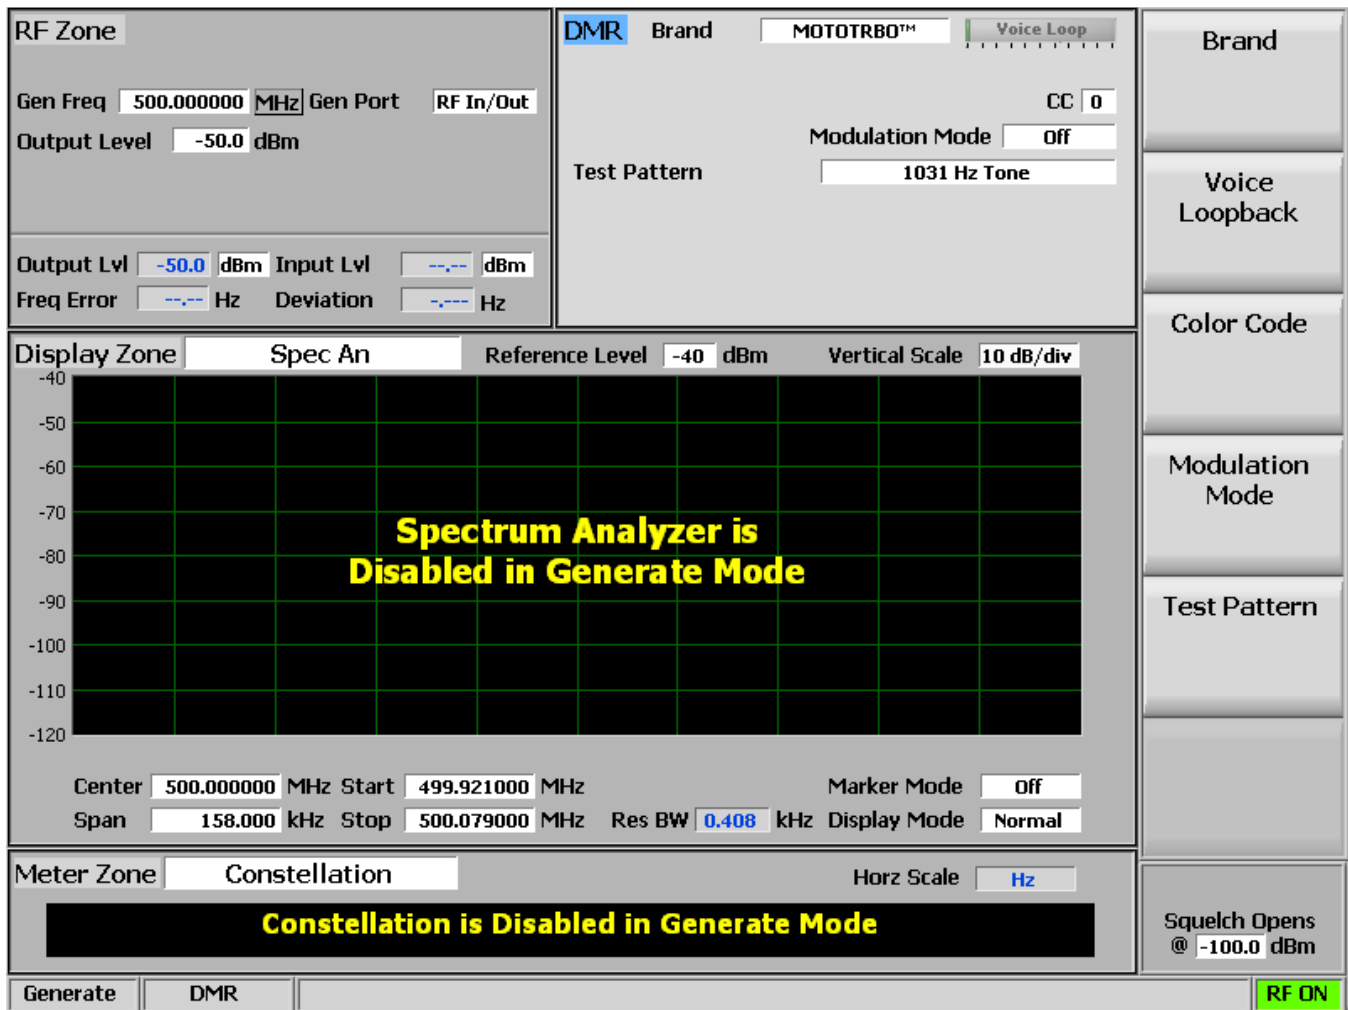 RF Zone
Gen Freq 500.000000 MHz Gen Port RF In/Out
Output Level -50.0 dBm
Output Lvl -50.0 dBm Input Lvl --.-- dBm
Freq Error --.-- Hz Deviation -.--- Hz
DMR Brand MOTOTRBO™ Voice Loop
CC 0
Modulation Mode Off
Test Pattern 1031 Hz Tone
Display Zone Spec An Reference Level -40 dBm Vertical Scale 10 dB/div
-40
-50
-60
-70
-80
-90
-100
-110
-120
Spectrum Analyzer is
Disabled in Generate Mode
Center 500.000000 MHz Start 499.921000 MHz Marker Mode Off
Span 158.000 kHz Stop 500.079000 MHz Res BW 0.408 kHz Display Mode Normal
Meter Zone Constellation Horz Scale Hz
Constellation is Disabled in Generate Mode
Brand
Voice
Loopback
Color Code
Modulation
Mode
Test Pattern
Squelch Opens
@ -100.0 dBm
Generate DMR RF ON